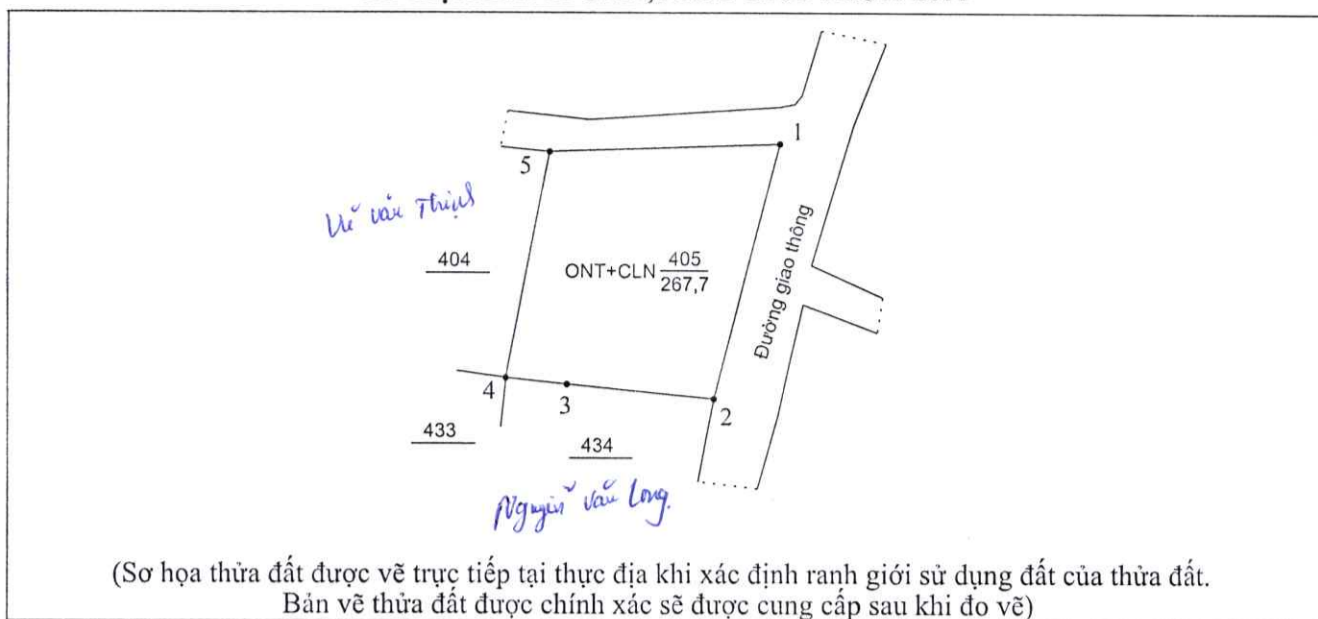 1
5
Vũ văn Thịnh
Đường giao thông
404
ONT+CLN 405
267,7
4
3
2
433
434
Nguyễn văn Long.
(Sơ họa thửa đất được vẽ trực tiếp tại thực địa khi xác định ranh giới sử dụng đất của thửa đất.
Bản vẽ thửa đất được chính xác sẽ được cung cấp sau khi đo vẽ)